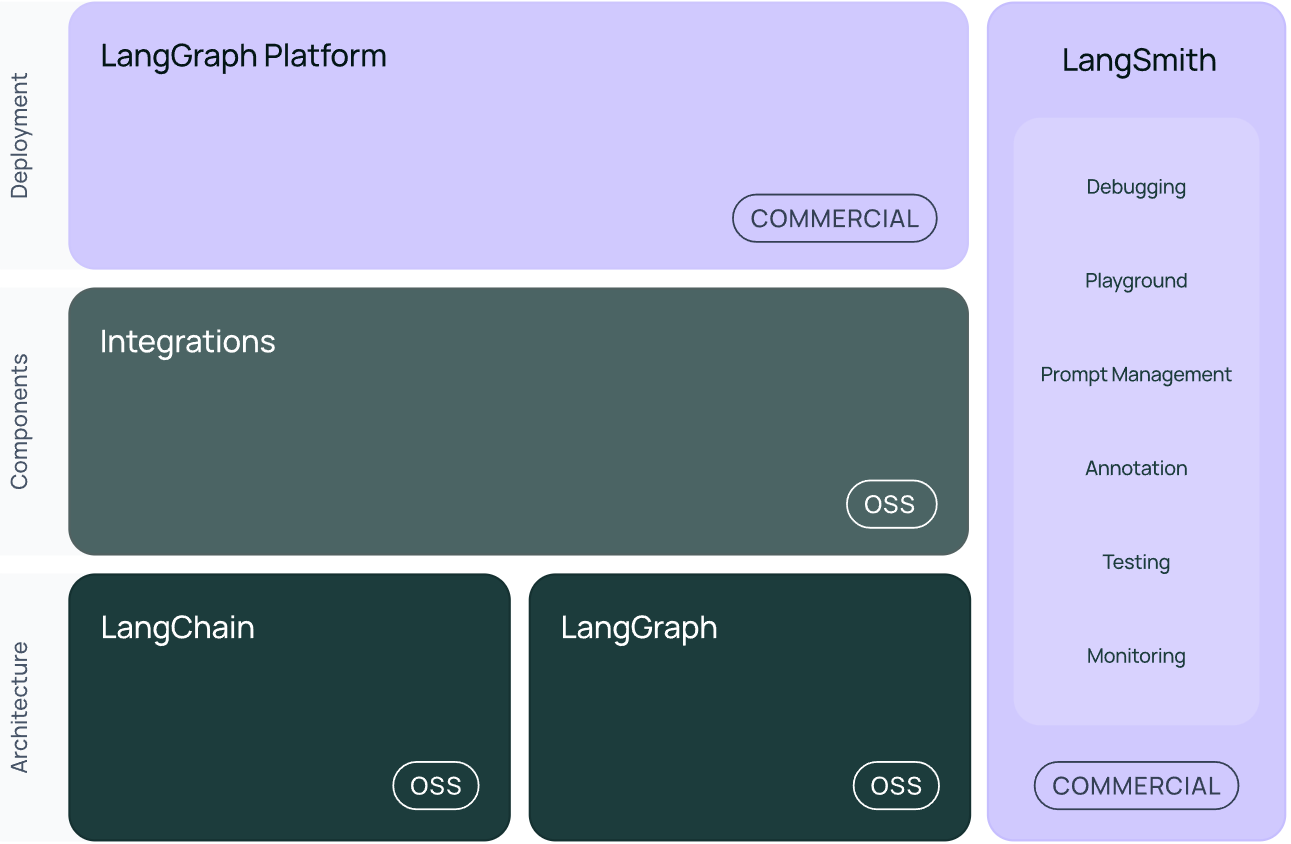 Deployment
LangGraph Platform
COMMERCIAL
Components
Integrations
OSS
Architecture
LangChain
OSS
LangGraph
OSS
LangSmith
Debugging
Playground
Prompt Management
Annotation
Testing
Monitoring
COMMERCIAL